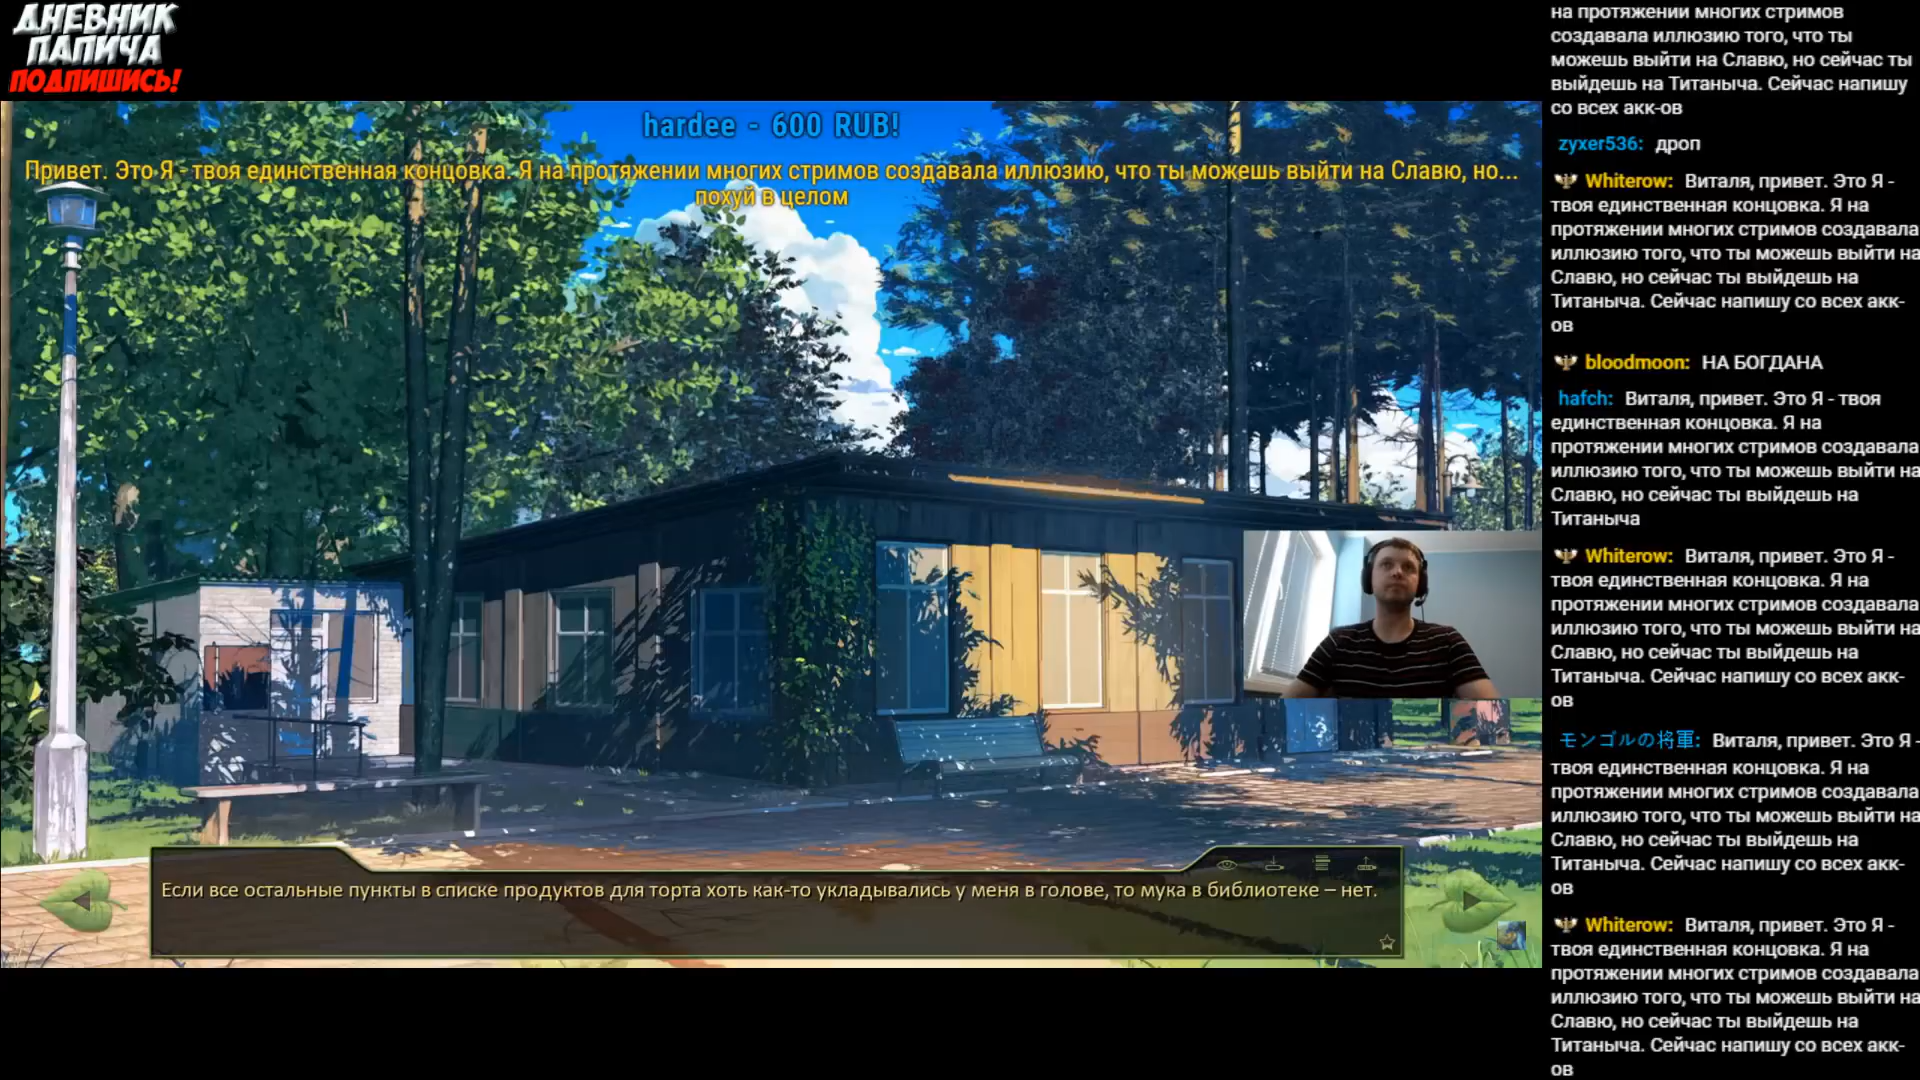 ДНЕВНИК
ПАПИЧА
ПОДПИШИСЬ!
hardee - 600 RUB!
Привет. Это Я - твоя единственная концовка. Я на протяжении многих стримов создавала иллюзию, что ты можешь выйти на Славю, но...
похуй в целом
Если все остальные пункты в списке продуктов для торта хоть как-то укладывались у меня в голове, то мука в библиотеке – нет.
на протяжении многих стримов
создавала иллюзию того, что ты
можешь выйти на Славю, но сейчас ты
выйдешь на Титаныча. Сейчас напишу
со всех акк-ов
zyxer536: дроп
Whiterow: Виталя, привет. Это Я -
твоя единственная концовка. Я на
протяжении многих стримов создавала
иллюзию того, что ты можешь выйти на
Славю, но сейчас ты выйдешь на
Титаныча. Сейчас напишу со всех акк-
ов
bloodmoon: НА БОГДАНА
hafch: Виталя, привет. Это Я - твоя
единственная концовка. Я на
протяжении многих стримов создавала
иллюзию того, что ты можешь выйти на
Славю, но сейчас ты выйдешь на
Титаныча
Whiterow: Виталя, привет. Это Я -
твоя единственная концовка. Я на
протяжении многих стримов создавала
иллюзию того, что ты можешь выйти на
Славю, но сейчас ты выйдешь на
Титаныча. Сейчас напишу со всех акк-
ов
モンゴルの将軍: Виталя, привет. Это Я -
твоя единственная концовка. Я на
протяжении многих стримов создавала
иллюзию того, что ты можешь выйти на
Славю, но сейчас ты выйдешь на
Титаныча. Сейчас напишу со всех акк-
ов
Whiterow: Виталя, привет. Это Я -
твоя единственная концовка. Я на
протяжении многих стримов создавала
иллюзию того, что ты можешь выйти на
Славю, но сейчас ты выйдешь на
Титаныча. Сейчас напишу со всех акк-
ов